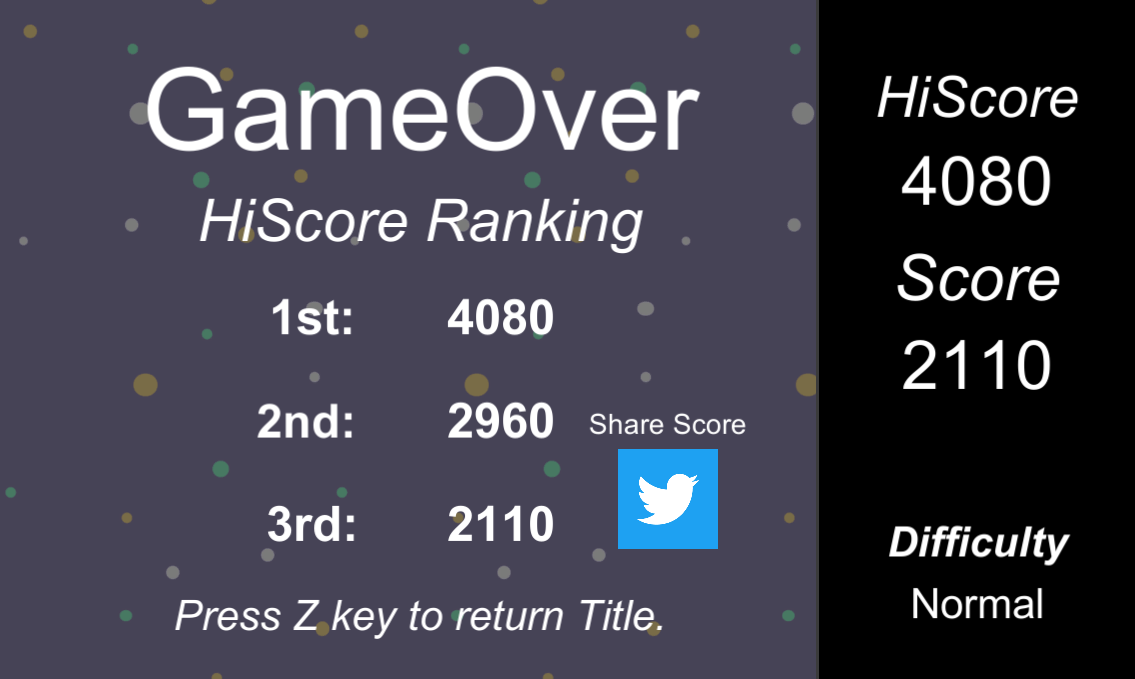 GameOver
HiScore Ranking
1st: 4080
2nd: 2960
Share Score
3rd: 2110
Press Z key to return Title.
HiScore
4080
Score
2110
Difficulty
Normal